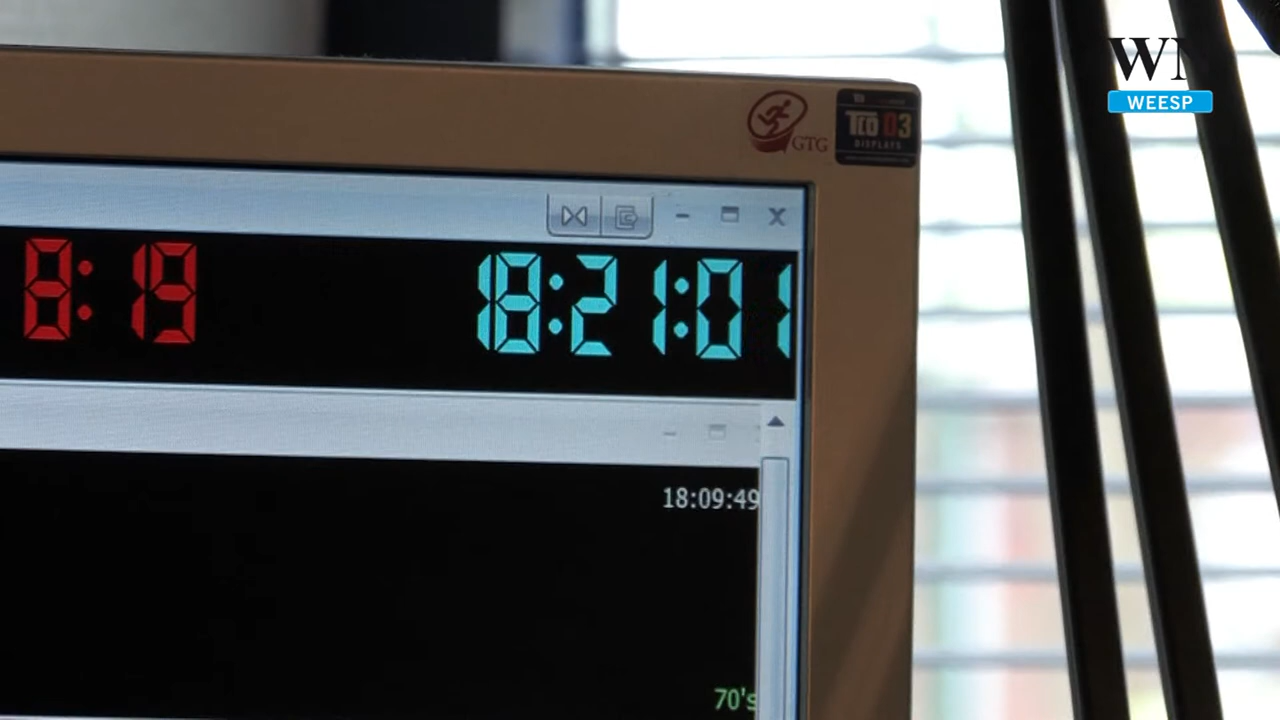 WN
WEESP
GTG
TCO 03
DISPLAYS
8:19
18:21:01
18:09:49
70's